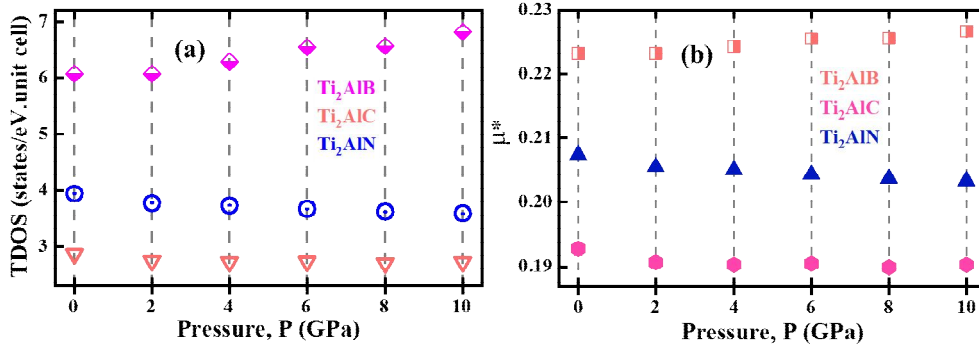 (a)
TDOS (states/eV.unit cell)
7
6
5
4
3
Ti₂AlB
Ti₂AlC
Ti₂AlN
0 2 4 6 8 10
Pressure, P (GPa)
(b)
μ*
0.23
0.22
0.21
0.20
0.19
Ti₂AlB
Ti₂AlC
Ti₂AlN
0 2 4 6 8 10
Pressure, P (GPa)